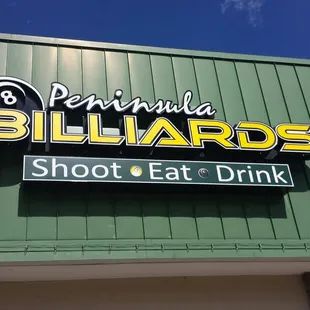 8
Peninsula
BILLIARDS
Shoot Eat Drink